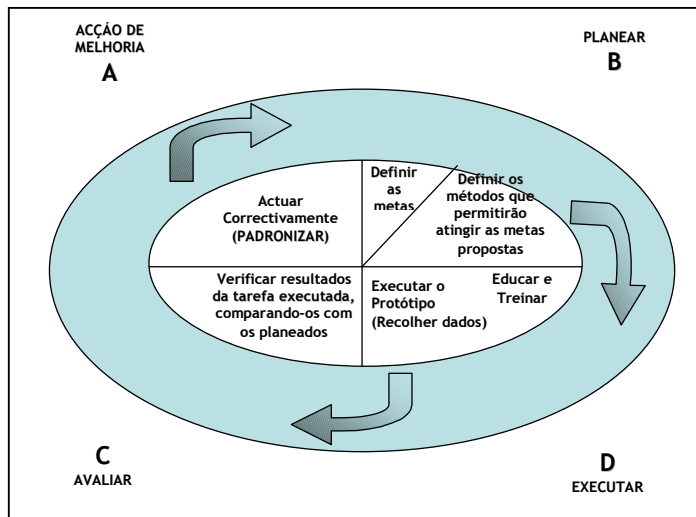 ACÇÃO DE
MELHORIA
A
PLANEAR
B
Actuar
Correctivamente
(PADRONIZAR)
Definir
as
metas
Definir os
métodos que
permitirão
atingir as metas
propostas
Verificar resultados
da tarefa executada,
comparando-os com
os planeados
Executar o
Protótipo
(Recolher dados)
Educar e
Treinar
C
AVALIAR
D
EXECUTAR